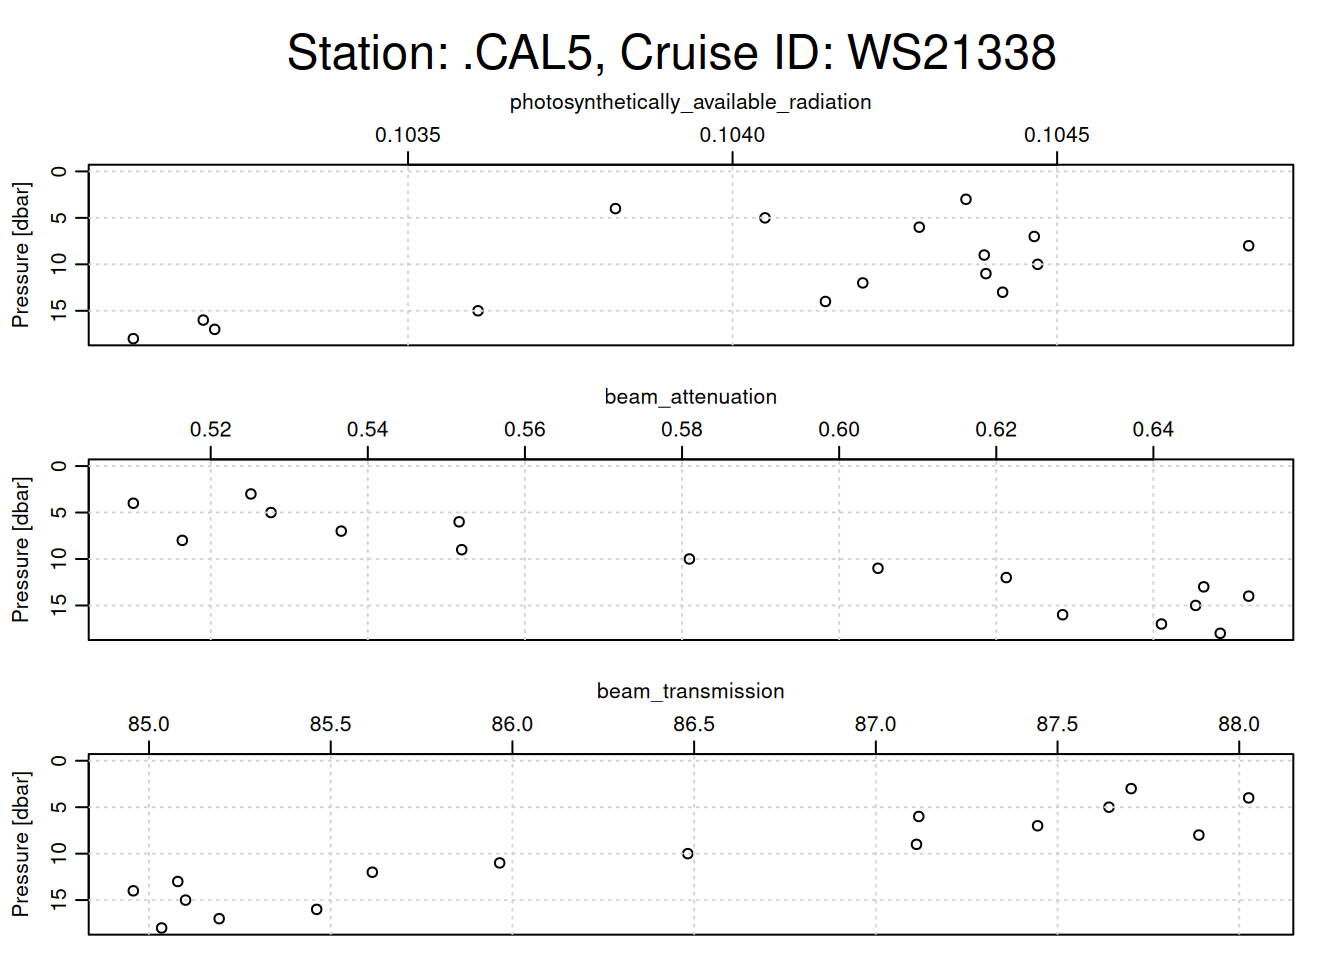 Station: .CAL5, Cruise ID: WS21338
photosynthetically_available_radiation
0.1035 0.1040 0.1045
Pressure [dbar]
0
5
10
15
beam_attenuation
0.52 0.54 0.56 0.58 0.60 0.62 0.64
Pressure [dbar]
0
5
10
15
beam_transmission
85.0 85.5 86.0 86.5 87.0 87.5 88.0
Pressure [dbar]
0
5
10
15